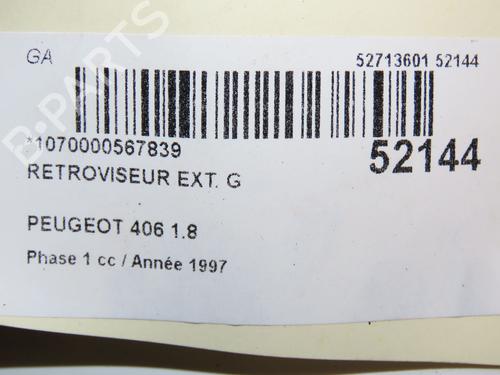 GA
52713601 52144
*1070000567839
52144
RETROVISEUR EXT. G
PEUGEOT 406 1.8
Phase 1 cc / Année 1997
B-PARTS